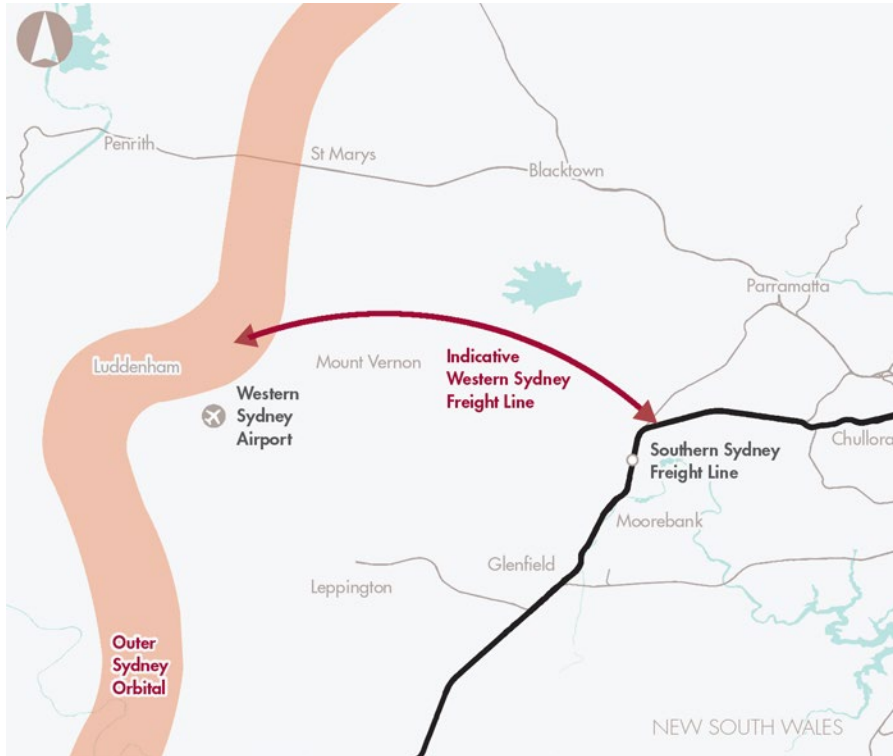 Penrith
St Marys
Blacktown
Parramatta
Luddenham
Mount Vernon
Indicative
Western Sydney
Freight Line
Western
Sydney
Airport
Chullora
Southern Sydney
Freight Line
Moorebank
Glenfield
Leppington
Outer
Sydney
Orbital
NEW SOUTH WALES